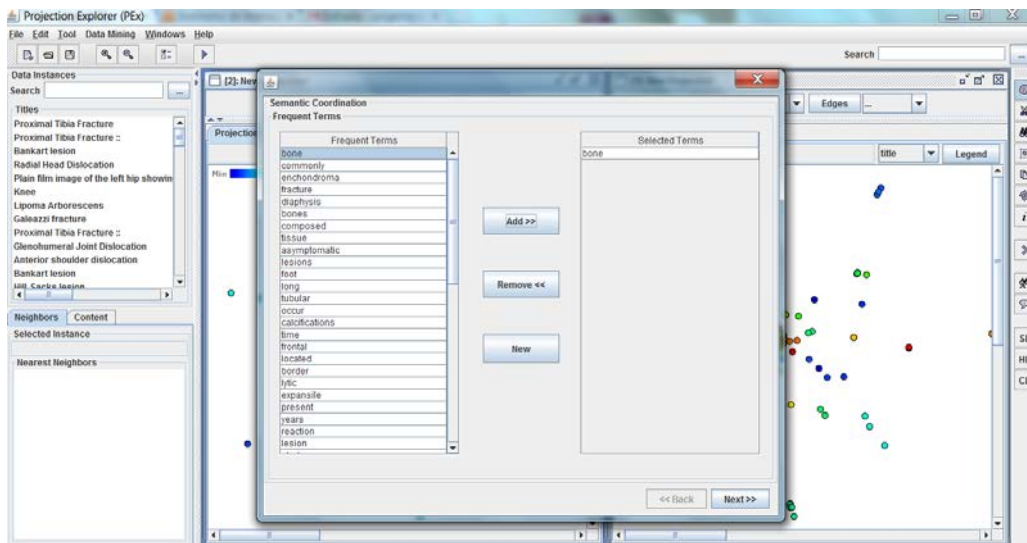 Projection Explorer (PEx)
File Edit Tool Data Mining Windows Help
Search
...
Data Instances
Search
...
Titles
Proximal Tibia Fracture
Proximal Tibia Fracture ::
Bankart lesion
Radial Head Dislocation
Plain film image of the left hip showin
Knee
Lipoma Arborescens
Galeazzi fracture
Proximal Tibia Fracture ::
Glenohumeral Joint Dislocation
Anterior shoulder dislocation
Bankart lesion
Hill Sacks lesion
Neighbors Content
Selected Instance
Nearest Neighbors
[2]: New
Projection
Min
Semantic Coordination
Frequent Terms
Frequent Terms
bone
commonly
enchondroma
fracture
diaphysis
bones
composed
tissue
asymptomatic
lesions
foot
long
tubular
occur
calcifications
time
frontal
located
border
lytic
expansile
present
years
reaction
lesion
Add >>
Remove <<
New
Selected Terms
bone
<< Back Next >>
Edges ...
title Legend